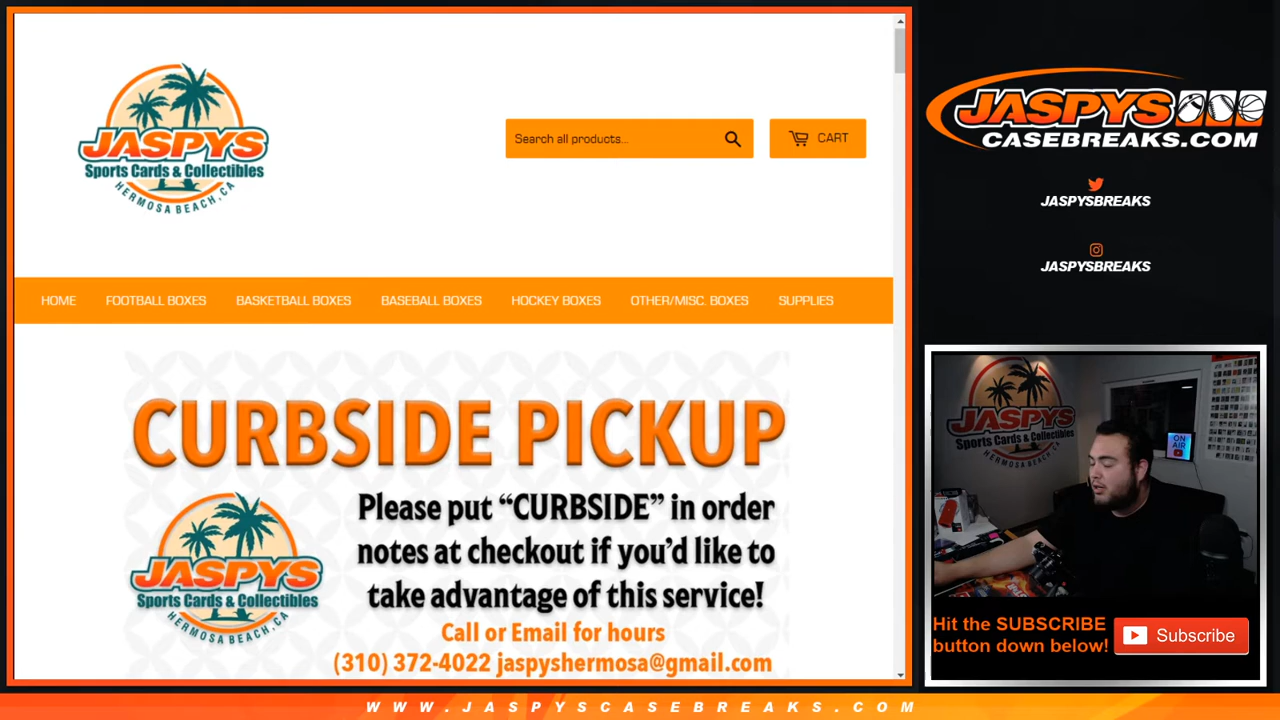 JASPYS
Sports Cards & Collectibles
HERMOSA BEACH, CA
Search all products...
CART
HOME
FOOTBALL BOXES
BASKETBALL BOXES
BASEBALL BOXES
HOCKEY BOXES
OTHER/MISC. BOXES
SUPPLIES
CURBSIDE PICKUP
JASPYS
Sports Cards & Collectibles
HERMOSA BEACH, CA
Please put “CURBSIDE” in order
notes at checkout if you’d like to
take advantage of this service!
Call or Email for hours
(310) 372-4022 jaspyshermosa@gmail.com
JASPYS
CASEBREAKS.COM
JASPYSBREAKS
JASPYSBREAKS
JASPYS
Sports Cards & Collectibles
HERMOSA BEACH, CA
ON
AIR
Hit the SUBSCRIBE
button down below!
Subscribe
WWW.JASPYSCASEBREAKS.COM